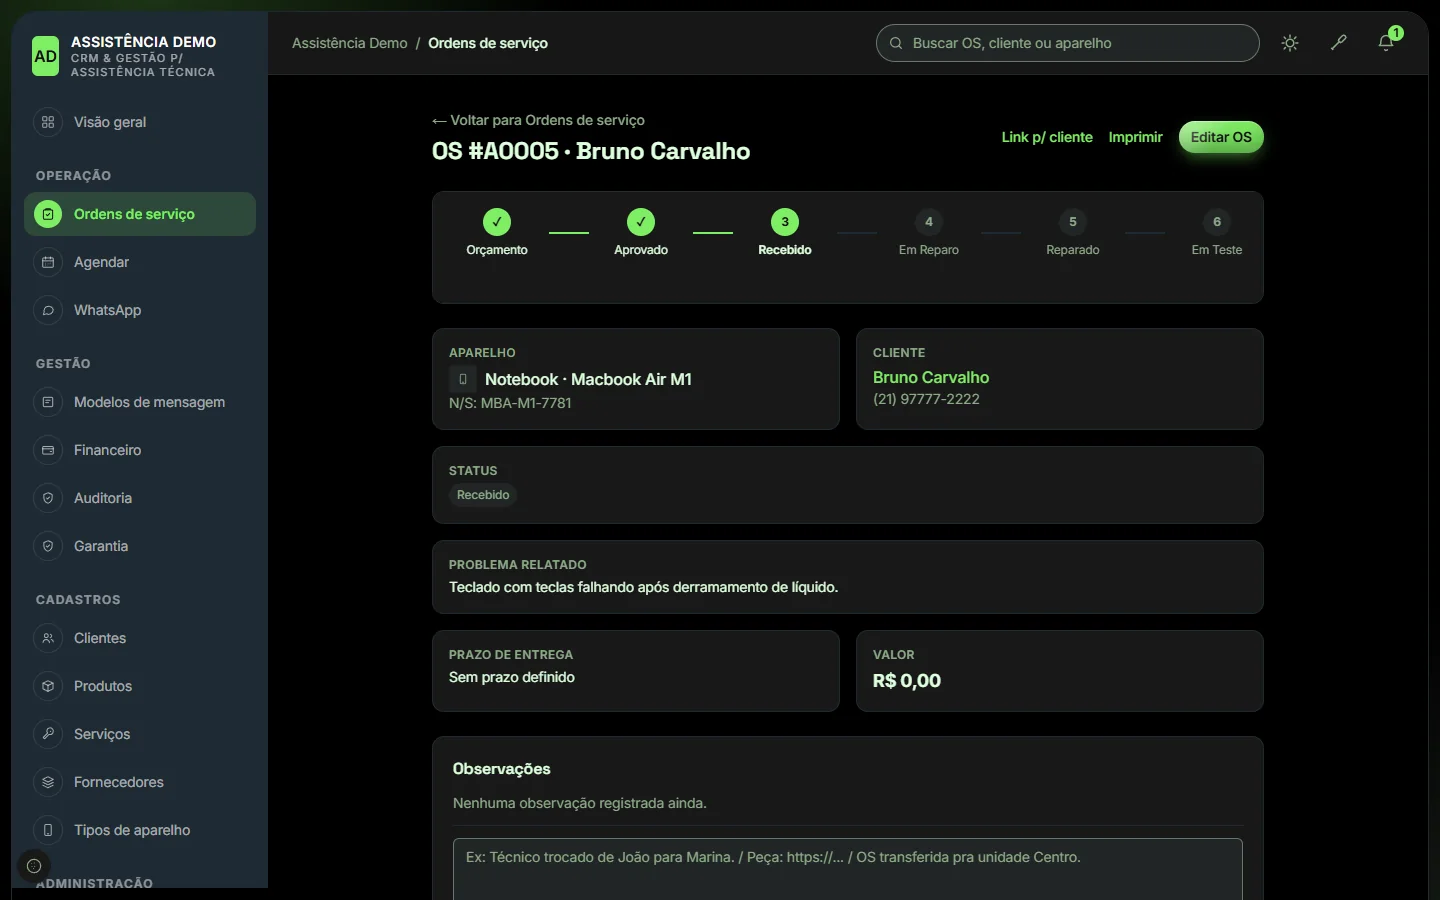 AD
ASSISTÊNCIA DEMO
CRM & GESTÃO P/
ASSISTÊNCIA TÉCNICA
Visão geral
OPERAÇÃO
Ordens de serviço
Agendar
WhatsApp
GESTÃO
Modelos de mensagem
Financeiro
Auditoria
Garantia
CADASTROS
Clientes
Produtos
Serviços
Fornecedores
Tipos de aparelho
ADMINISTRAÇÃO
Assistência Demo / Ordens de serviço
Buscar OS, cliente ou aparelho
1
← Voltar para Ordens de serviço
OS #A0005 · Bruno Carvalho
Link p/ cliente
Imprimir
Editar OS
✓ ✓ 3 4 5 6
Orçamento Aprovado Recebido Em Reparo Reparado Em Teste
APARELHO
Notebook · Macbook Air M1
N/S: MBA-M1-7781
CLIENTE
Bruno Carvalho
(21) 97777-2222
STATUS
Recebido
PROBLEMA RELATADO
Teclado com teclas falhando após derramamento de líquido.
PRAZO DE ENTREGA
Sem prazo definido
VALOR
R$ 0,00
Observações
Nenhuma observação registrada ainda.
Ex: Técnico trocado de João para Marina. / Peça: https://... / OS transferida pra unidade Centro.